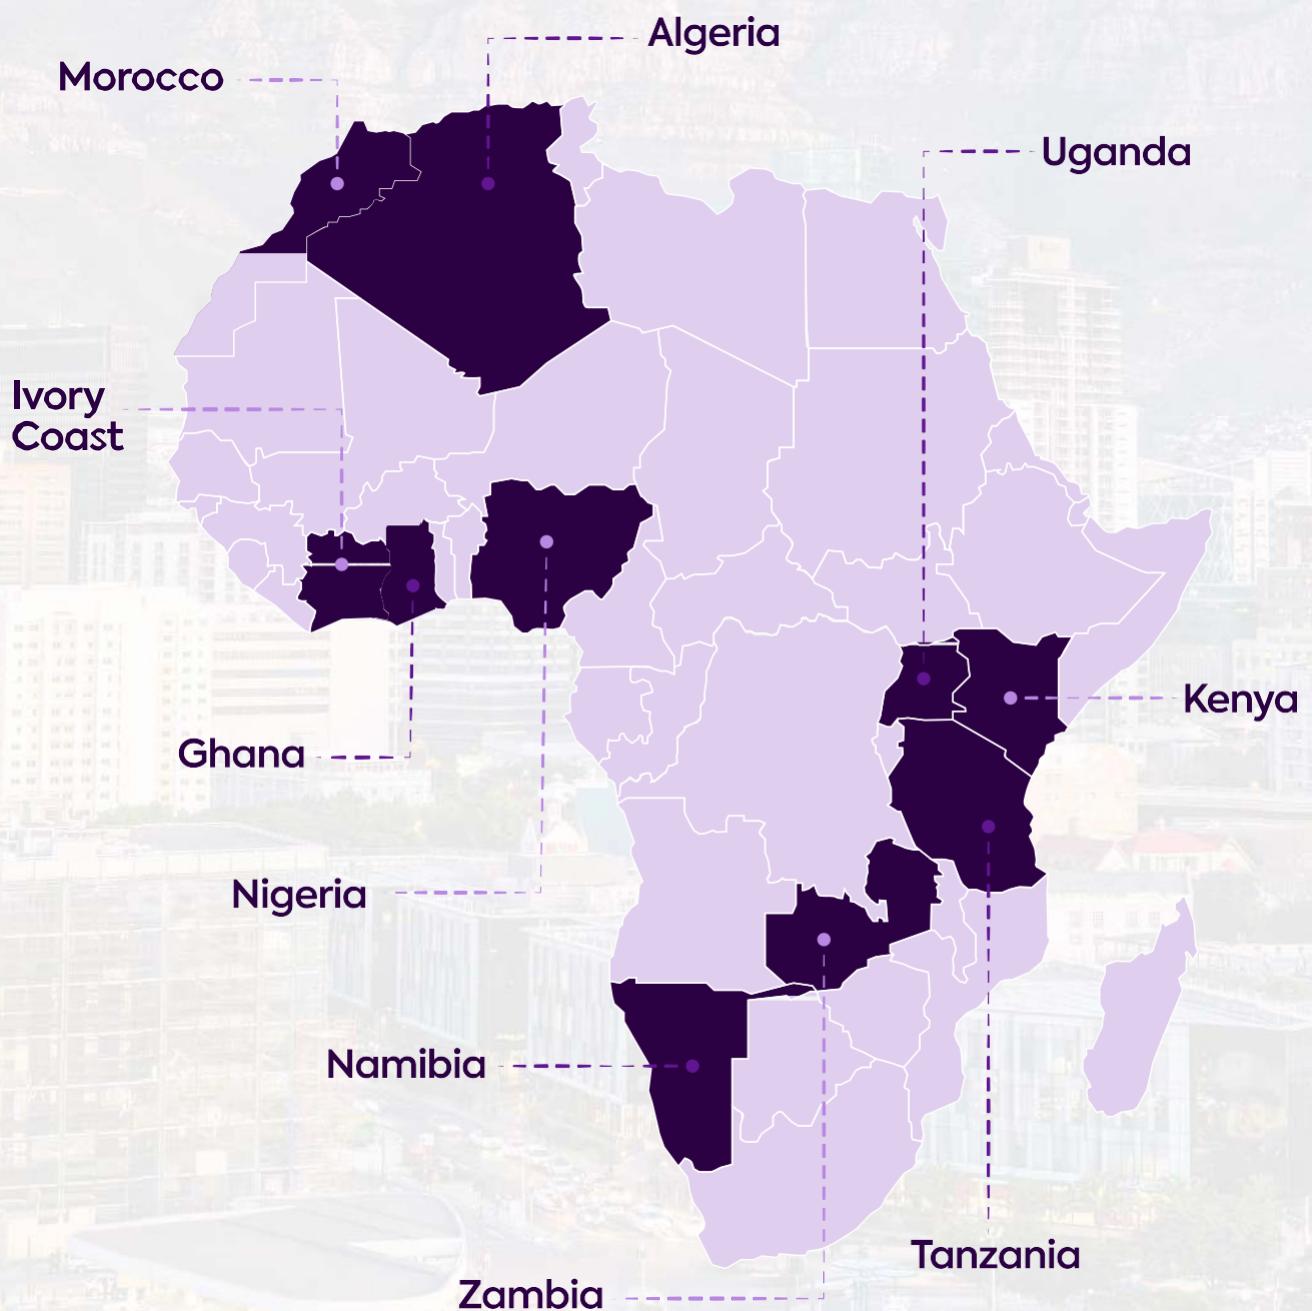 Algeria
Morocco
Uganda
Ivory
Coast
Kenya
Ghana
Nigeria
Namibia
Tanzania
Zambia